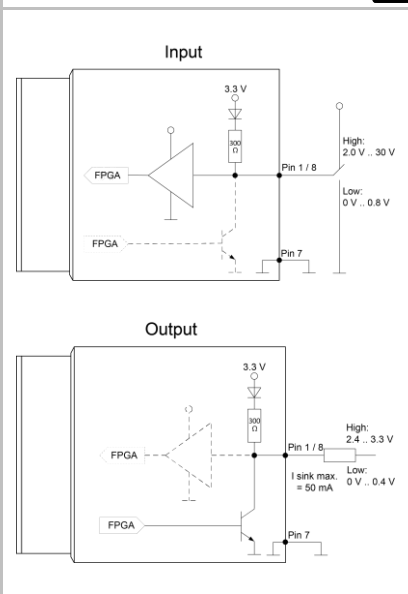 Input
3.3 V
300
Ω
FPGA
Pin 1 / 8
High:
2.0 V .. 30 V
Low:
0 V .. 0.8 V
FPGA
Pin 7
Output
3.3 V
300
Ω
FPGA
Pin 1 / 8
High:
2.4 .. 3.3 V
I sink max.
= 50 mA
Low:
0 V .. 0.4 V
FPGA
Pin 7